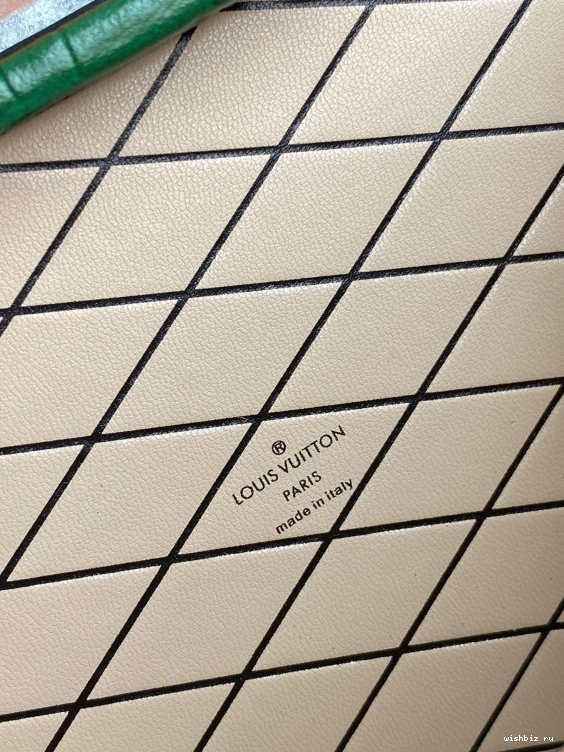 ®
LOUIS VUITTON
PARIS
made in italy
wishbiz ru